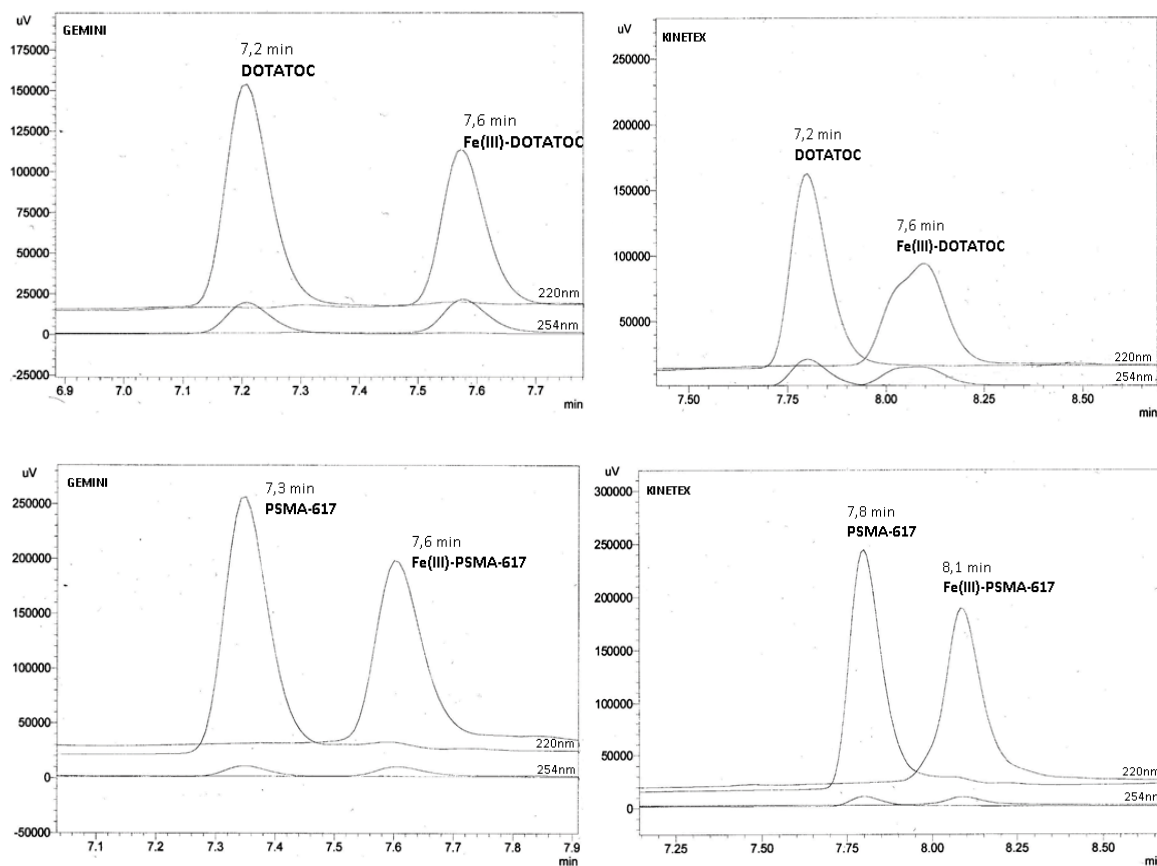 uV
GEMINI
175000
150000
125000
100000
75000
50000
25000
0
-25000
7,2 min
DOTATOC
7,6 min
Fe(III)-DOTATOC
220nm
254nm
6.9 7.0 7.1 7.2 7.3 7.4 7.5 7.6 7.7
min
uV
KINETEX
250000
200000
150000
100000
50000
7,2 min
DOTATOC
7,6 min
Fe(III)-DOTATOC
220nm
254nm
7.50 7.75 8.00 8.25 8.50
min
uV
GEMINI
250000
200000
150000
100000
50000
0
-50000
7,3 min
PSMA-617
7,6 min
Fe(III)-PSMA-617
220nm
254nm
7.1 7.2 7.3 7.4 7.5 7.6 7.7 7.8 7.9
min
uV
KINETEX
300000
250000
200000
150000
100000
50000
0
7,8 min
PSMA-617
8,1 min
Fe(III)-PSMA-617
220nm
254nm
7.25 7.50 7.75 8.00 8.25 8.50
mi